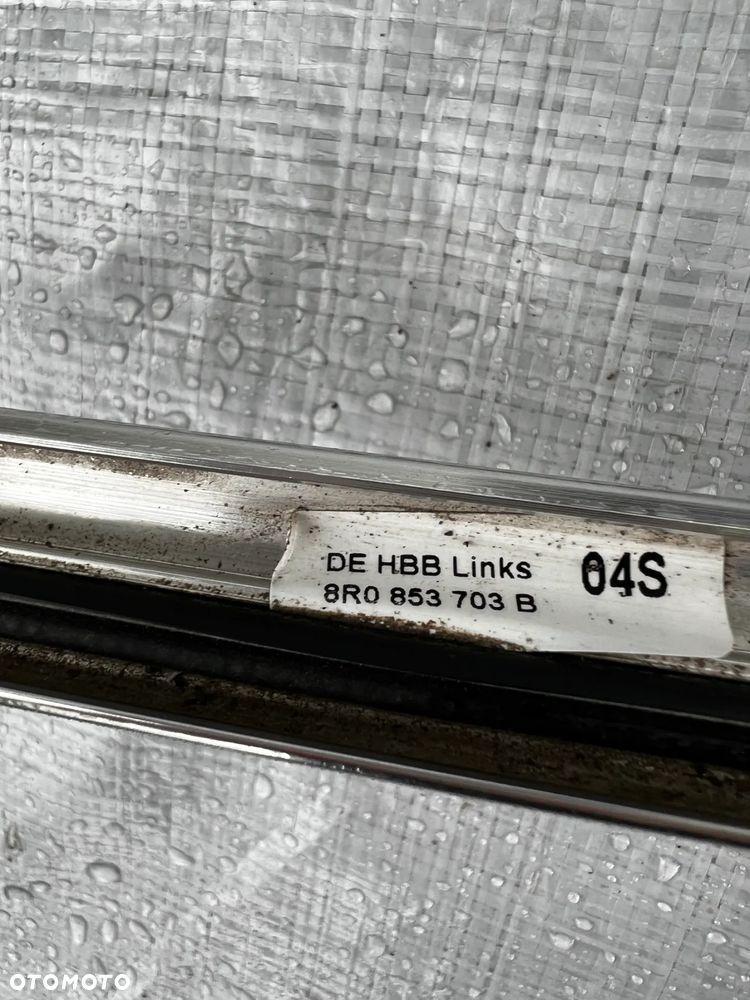 DE HBB Links 04S
8R0 853 703 B
OTOMOTO